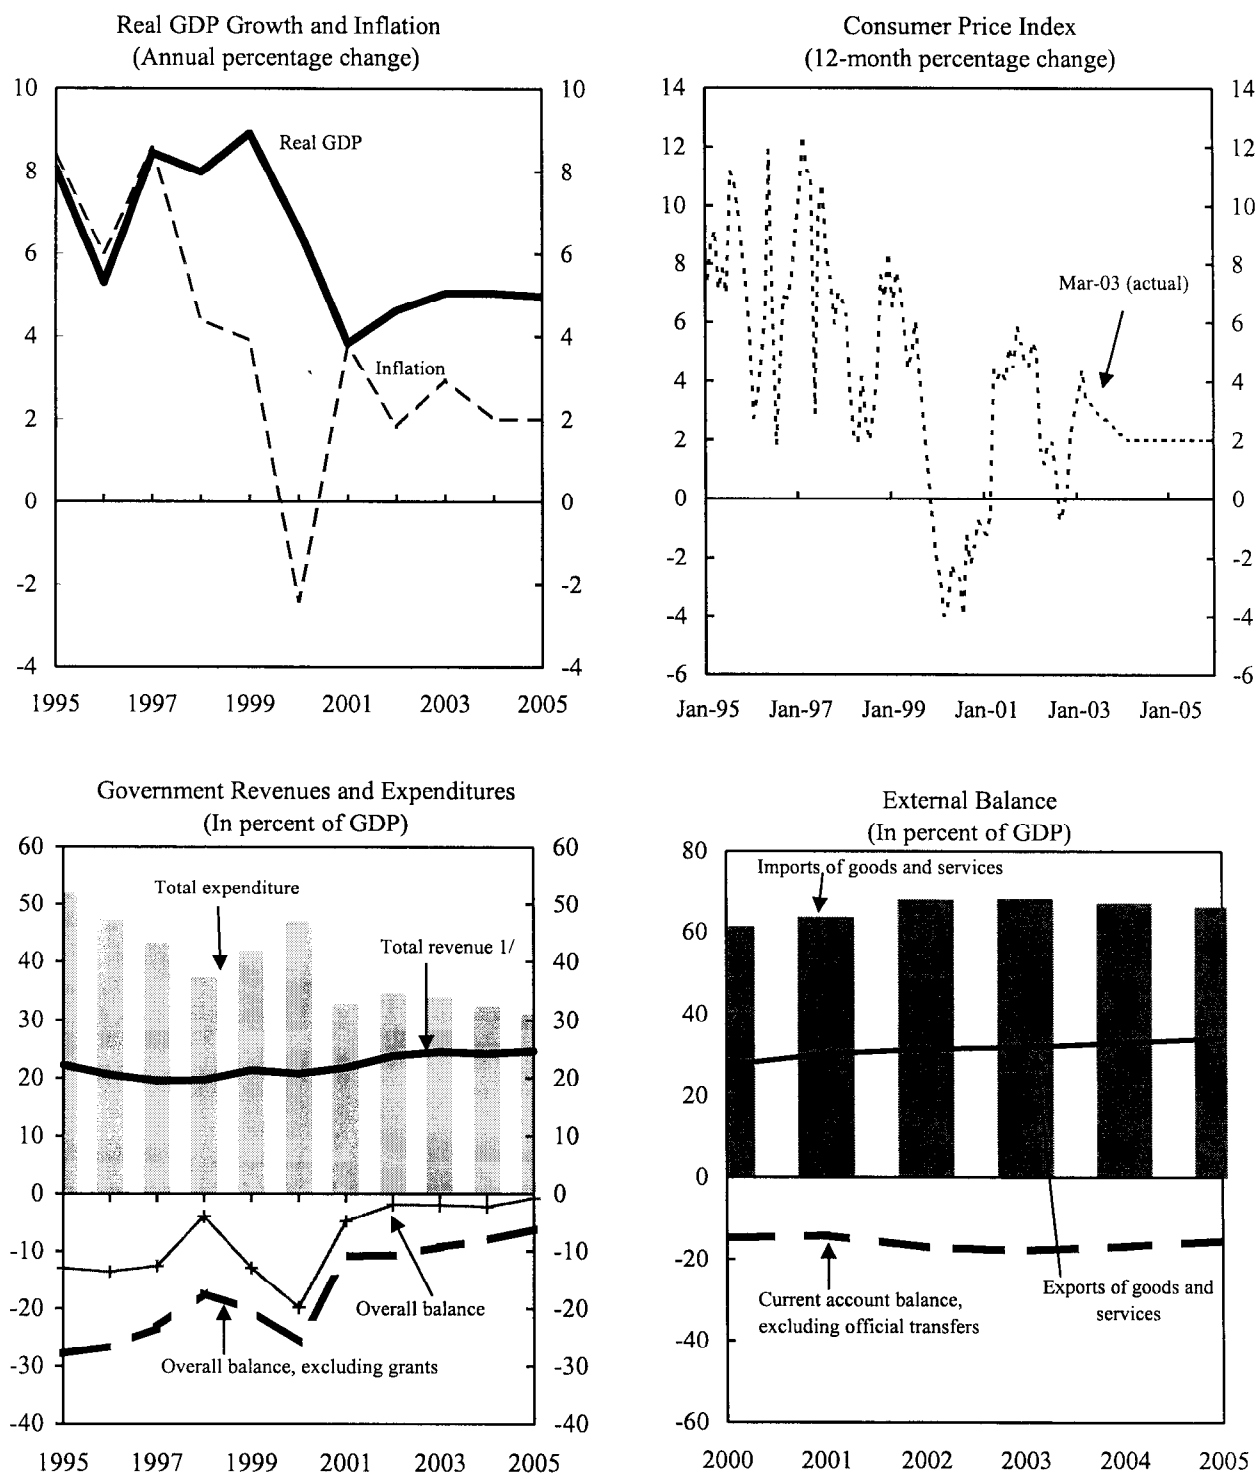 Real GDP Growth and Inflation
(Annual percentage change)
10
8
6
4
2
0
-2
-4
10
8
6
4
2
0
-2
-4
Real GDP
Inflation
1995 1997 1999 2001 2003 2005
Consumer Price Index
(12-month percentage change)
14
12
10
8
6
4
2
0
-2
-4
-6
14
12
10
8
6
4
2
0
-2
-4
-6
Mar-03 (actual)
Jan-95 Jan-97 Jan-99 Jan-01 Jan-03 Jan-05
Government Revenues and Expenditures
(In percent of GDP)
60
50
40
30
20
10
0
-10
-20
-30
-40
60
50
40
30
20
10
0
-10
-20
-30
-40
Total expenditure
Total revenue 1/
Overall balance
Overall balance, excluding grants
1995 1997 1999 2001 2003 2005
External Balance
(In percent of GDP)
80
60
40
20
0
-20
-40
-60
Imports of goods and services
Exports of goods and
services
Current account balance,
excluding official transfers
2000 2001 2002 2003 2004 2005